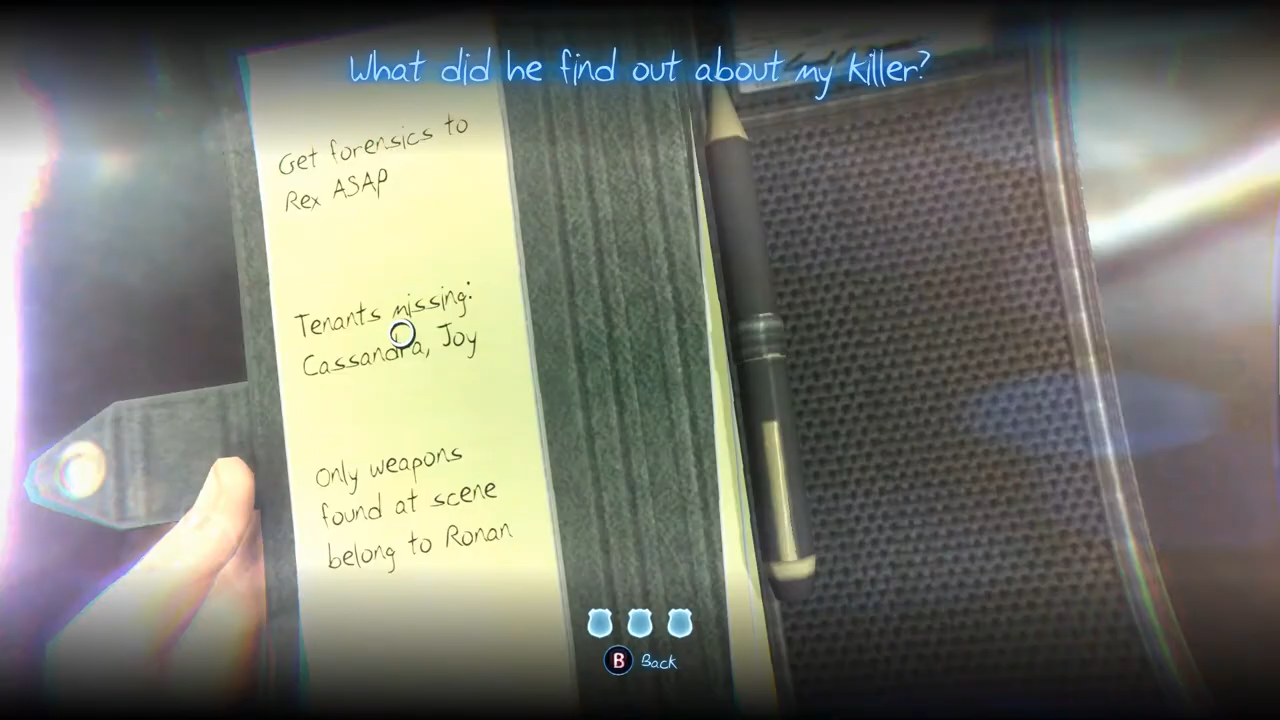 What did he find out about my killer?
Get forensics to
Rex ASAP
Tenants missing:
Cassandra, Joy
Only weapons
found at scene
belong to Ronan
B Back